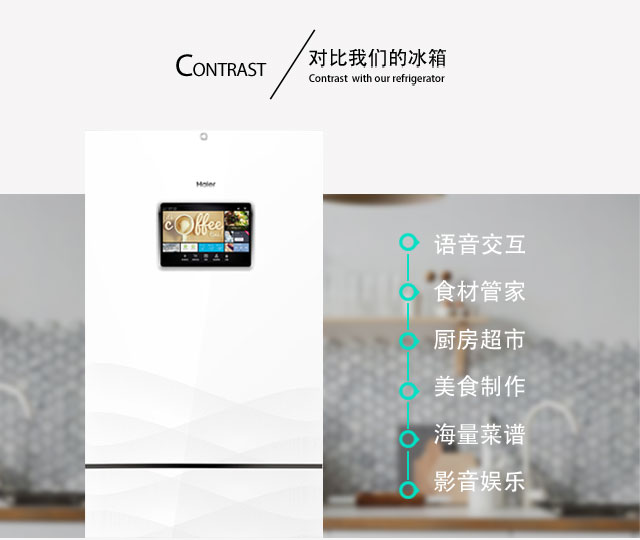 CONTRAST
对比我们的冰箱
Contrast with our refrigerator
Haier
coffee
语音交互
食材管家
厨房超市
美食制作
海量菜谱
影音娱乐